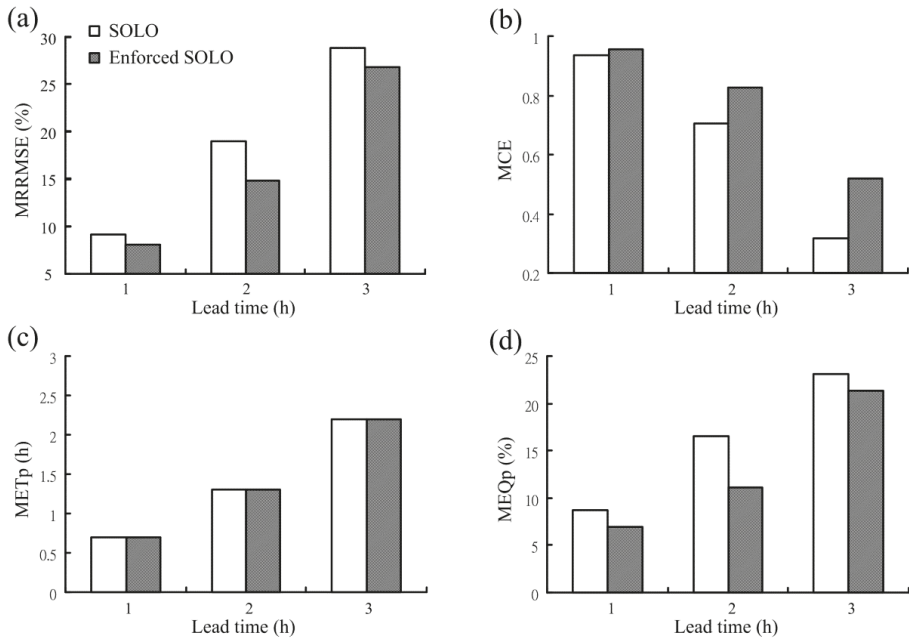 (a)
SOLO
Enforced SOLO
MRRMSE (%)
30
25
20
15
10
5
1 2 3
Lead time (h)
(b)
MCE
1
0.8
0.6
0.4
0.2
1 2 3
Lead time (h)
(c)
METp (h)
3
2.5
2
1.5
1
0.5
0
1 2 3
Lead time (h)
(d)
MEQp (%)
25
20
15
10
5
0
1 2 3
Lead time (h)